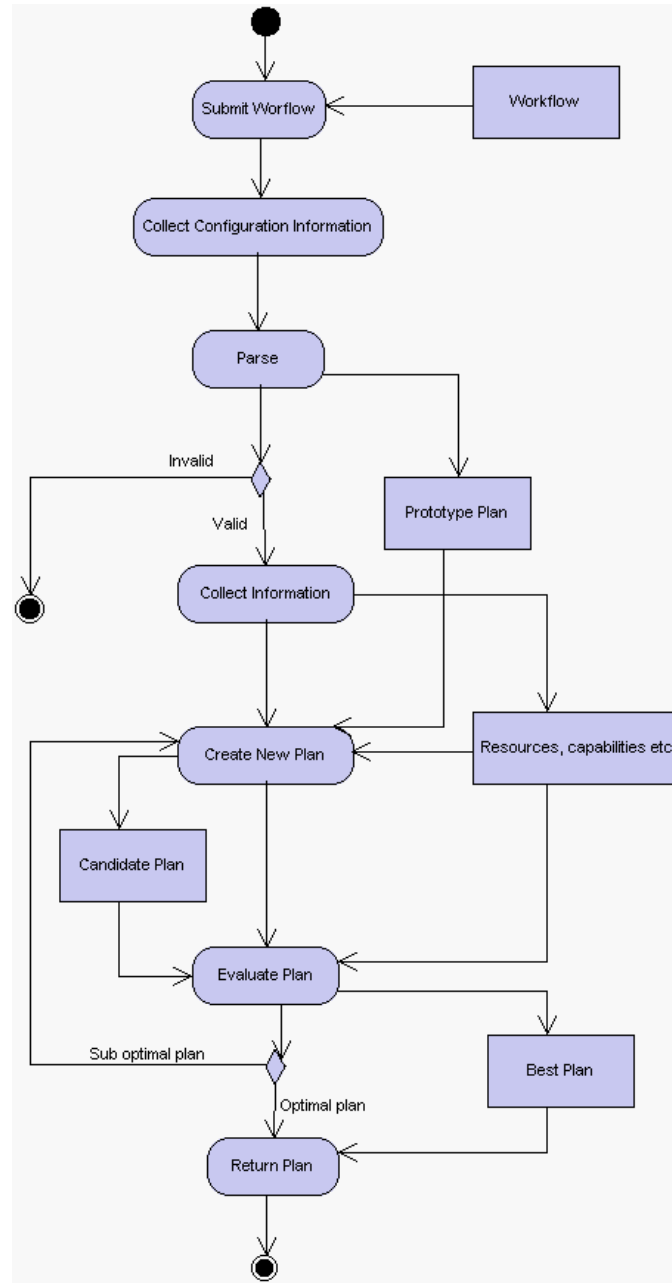 Submit Worflow
Workflow
Collect Configuration Information
Parse
Invalid
Prototype Plan
Valid
Collect Information
Create New Plan
Resources, capabilities etc
Candidate Plan
Evaluate Plan
Sub optimal plan
Best Plan
Optimal plan
Return Plan